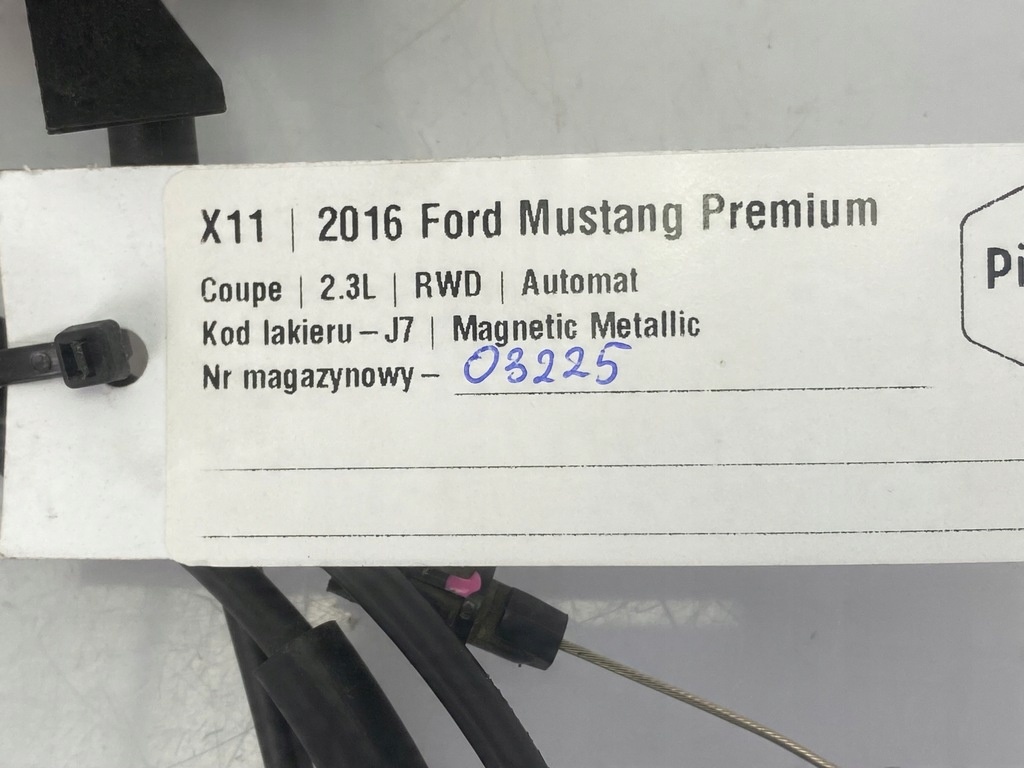 X11 | 2016 Ford Mustang Premium
Coupe | 2.3L | RWD | Automat
Kod lakieru – J7 | Magnetic Metallic
Nr magazynowy – 03225